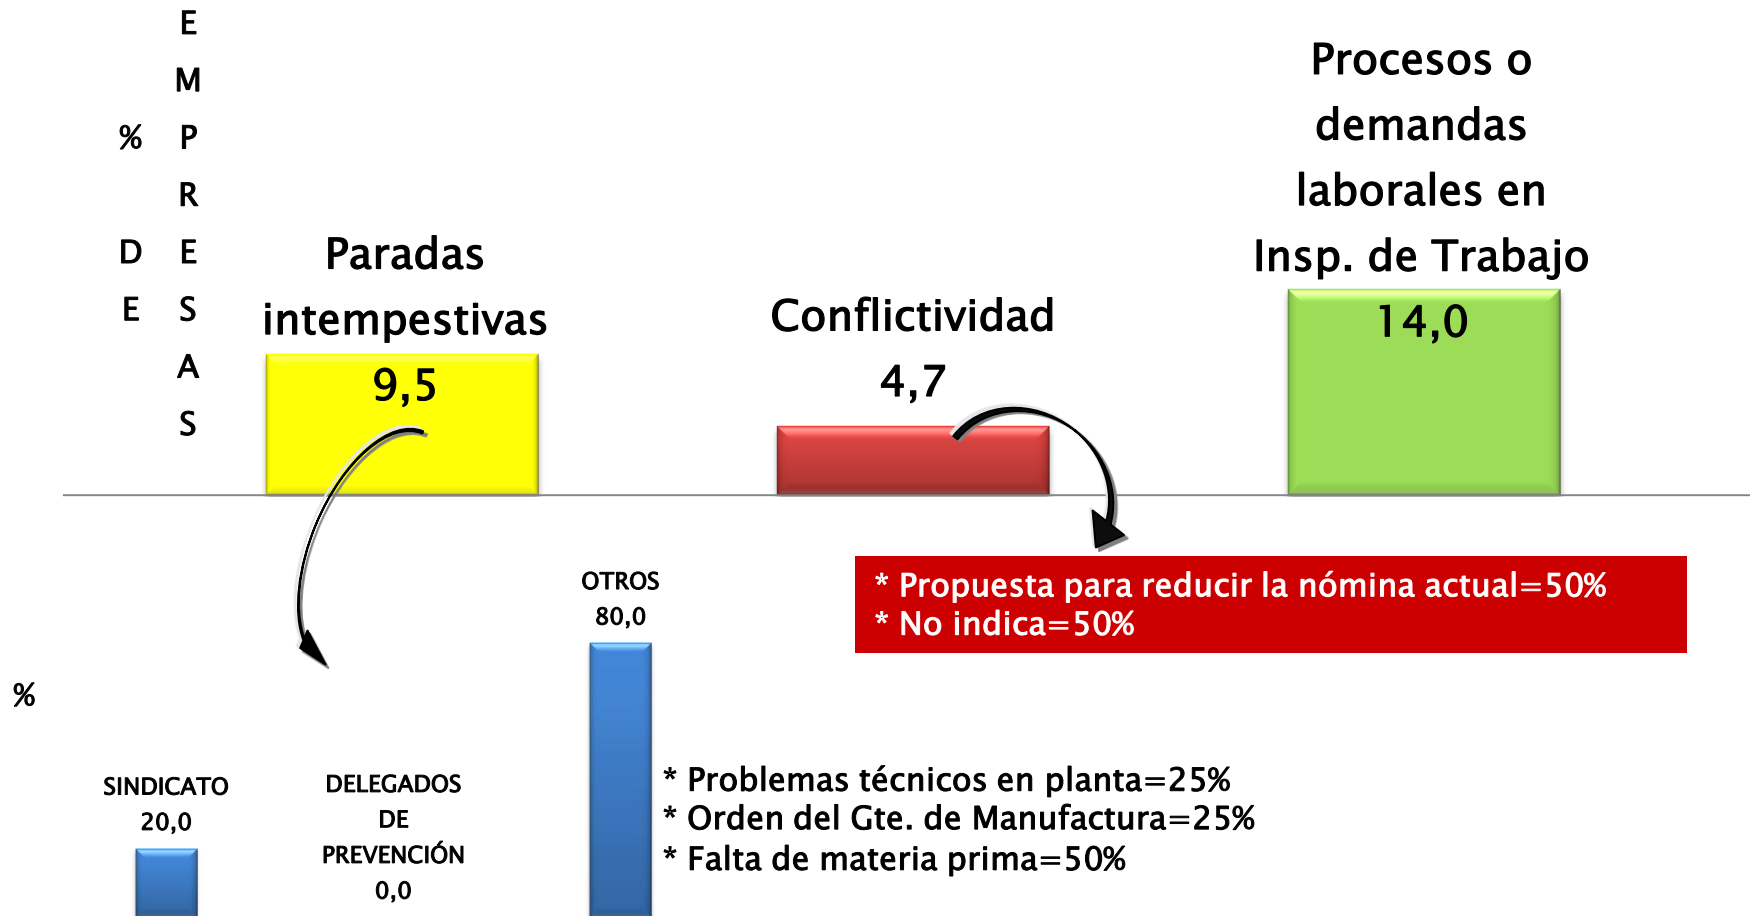 % DE
EMPRESAS
Paradas
intempestivas
9,5
Conflictividad
4,7
Procesos o
demandas
laborales en
Insp. de Trabajo
14,0
* Propuesta para reducir la nómina actual=50%
* No indica=50%
%
SINDICATO
20,0
DELEGADOS
DE
PREVENCIÓN
0,0
OTROS
80,0
* Problemas técnicos en planta=25%
* Orden del Gte. de Manufactura=25%
* Falta de materia prima=50%